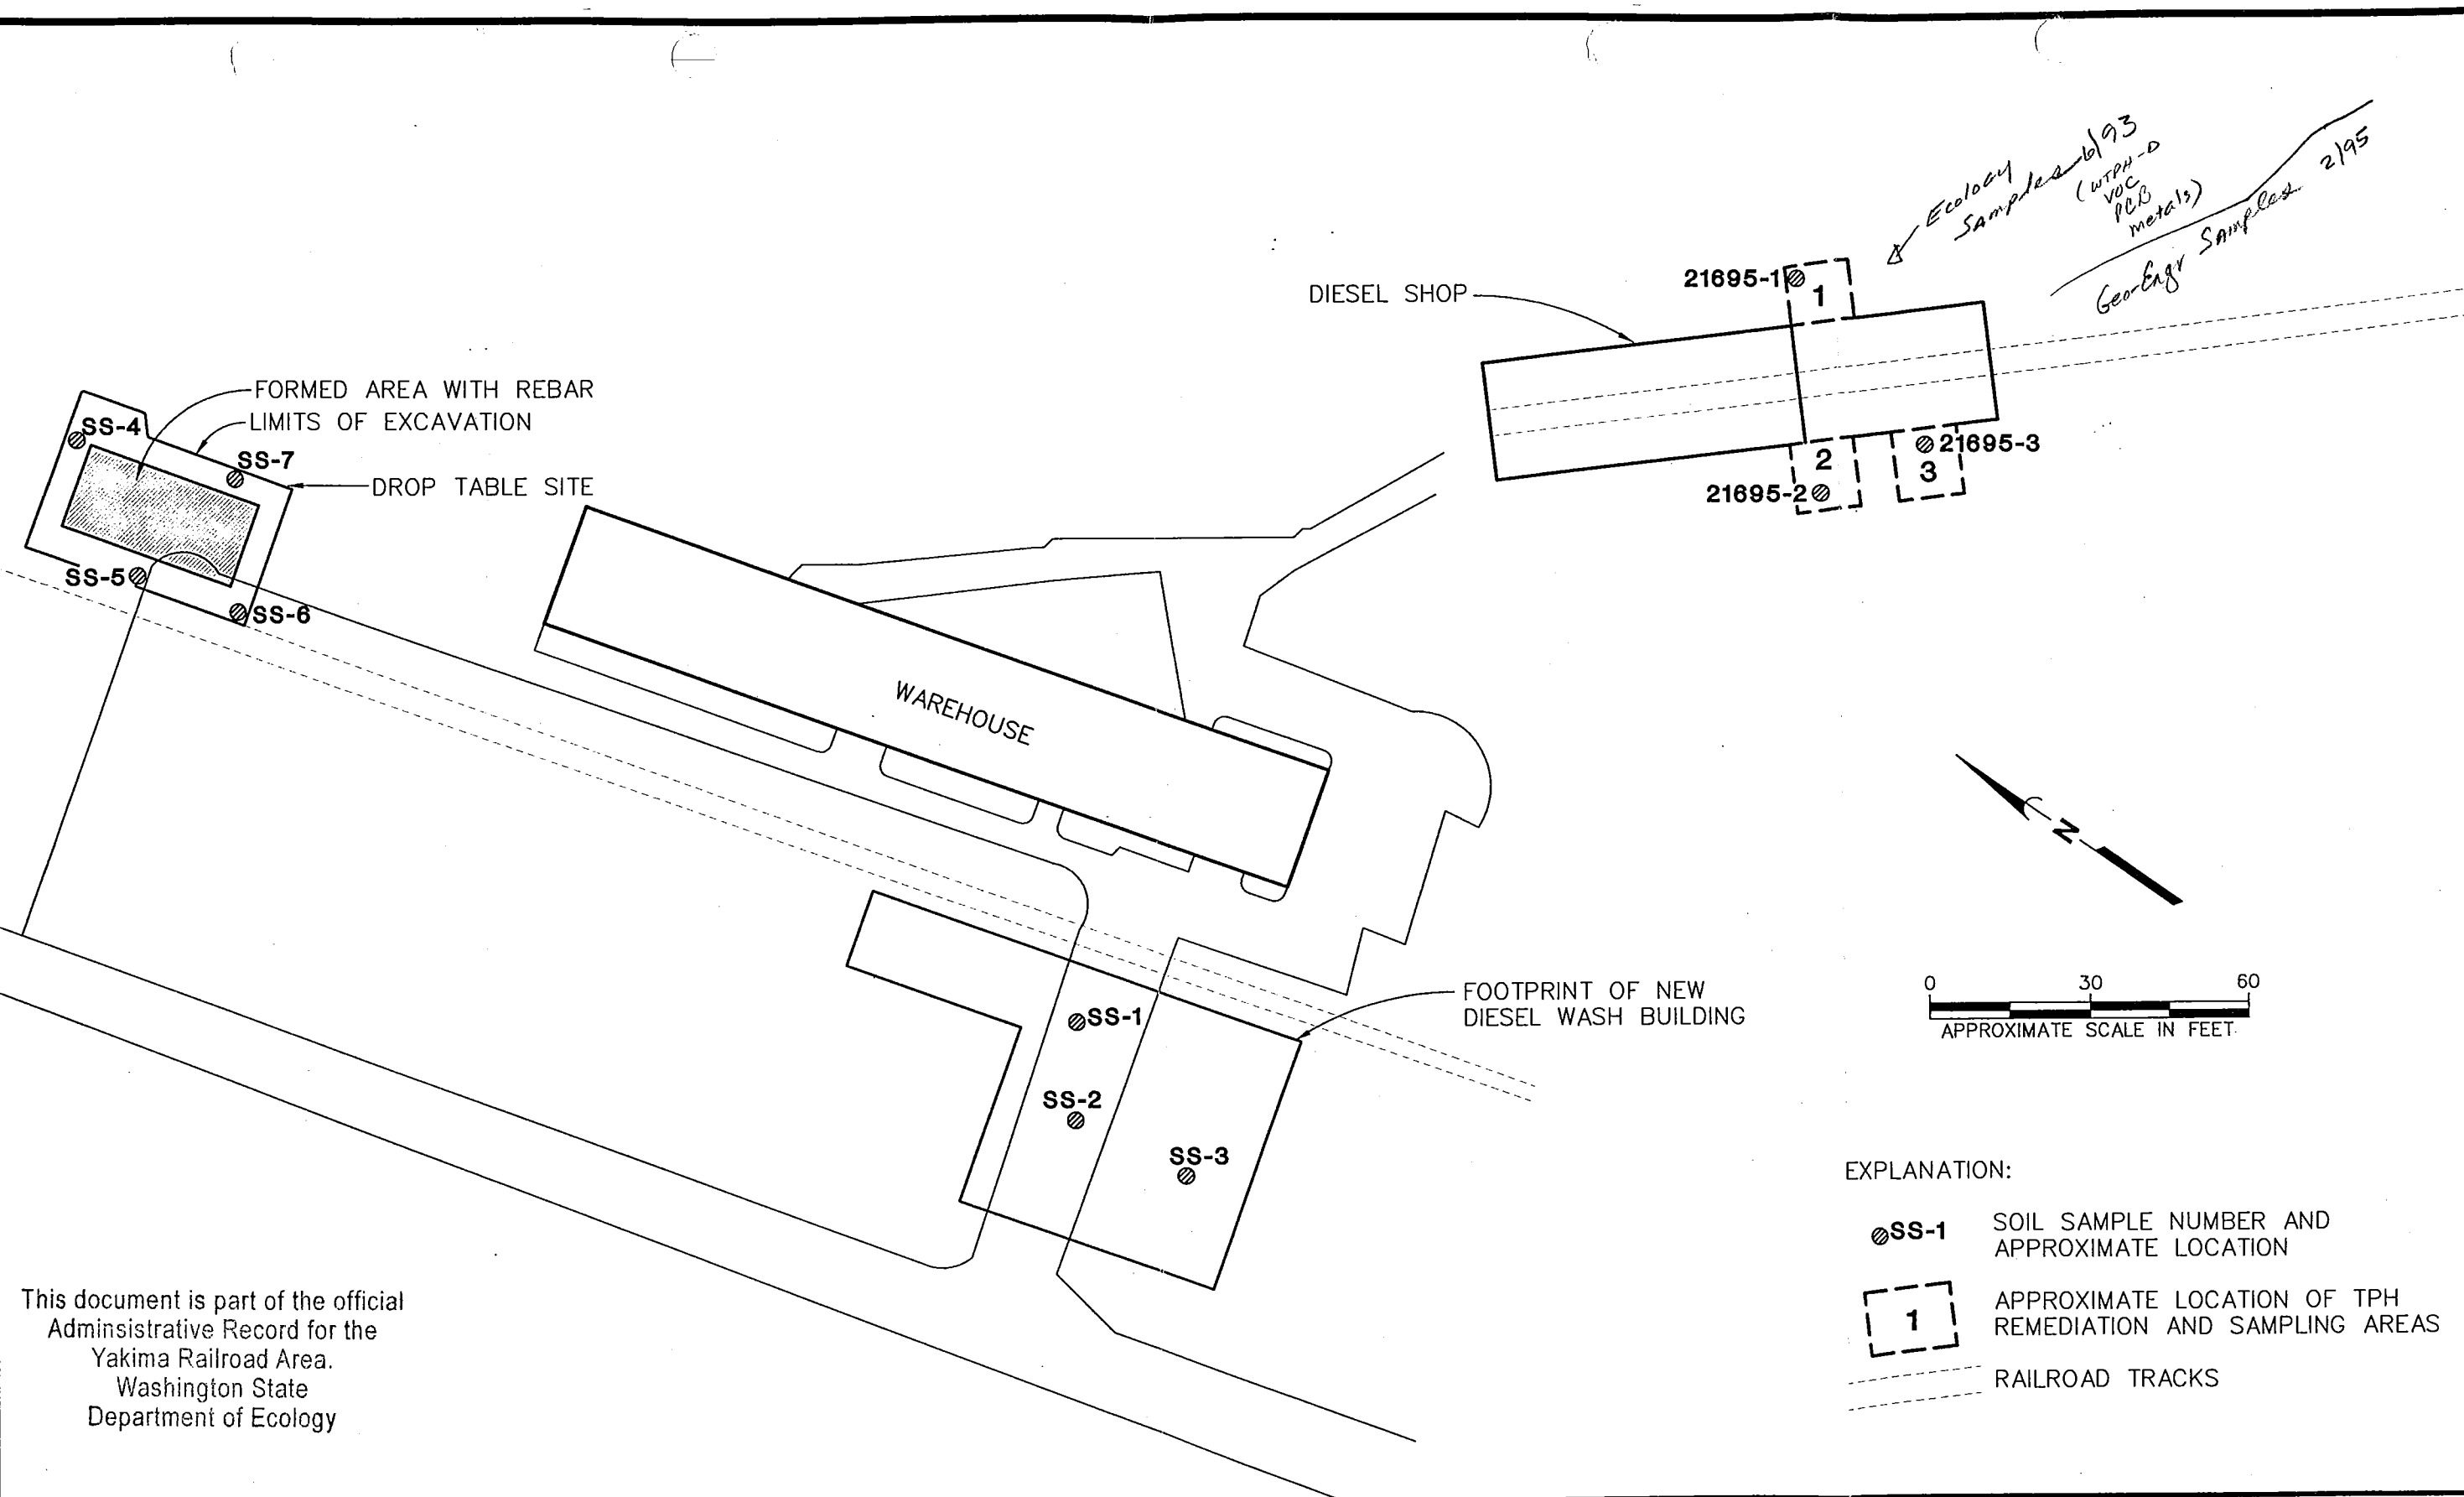 Ecology
Samples 6/93
(WTPH-D
VOC
PCB
metals)
Geo-Engr Samples 2/95
DIESEL SHOP
21695-1
1
21695-3
2
3
21695-2
FORMED AREA WITH REBAR
LIMITS OF EXCAVATION
SS-4
SS-7
DROP TABLE SITE
SS-5
SS-6
WAREHOUSE
N
0 30 60
APPROXIMATE SCALE IN FEET
FOOTPRINT OF NEW
DIESEL WASH BUILDING
SS-1
SS-2
SS-3
EXPLANATION:
SS-1 SOIL SAMPLE NUMBER AND
APPROXIMATE LOCATION
1 APPROXIMATE LOCATION OF TPH
REMEDIATION AND SAMPLING AREAS
RAILROAD TRACKS
This document is part of the official
Adminsistrative Record for the
Yakima Railroad Area.
Washington State
Department of Ecology